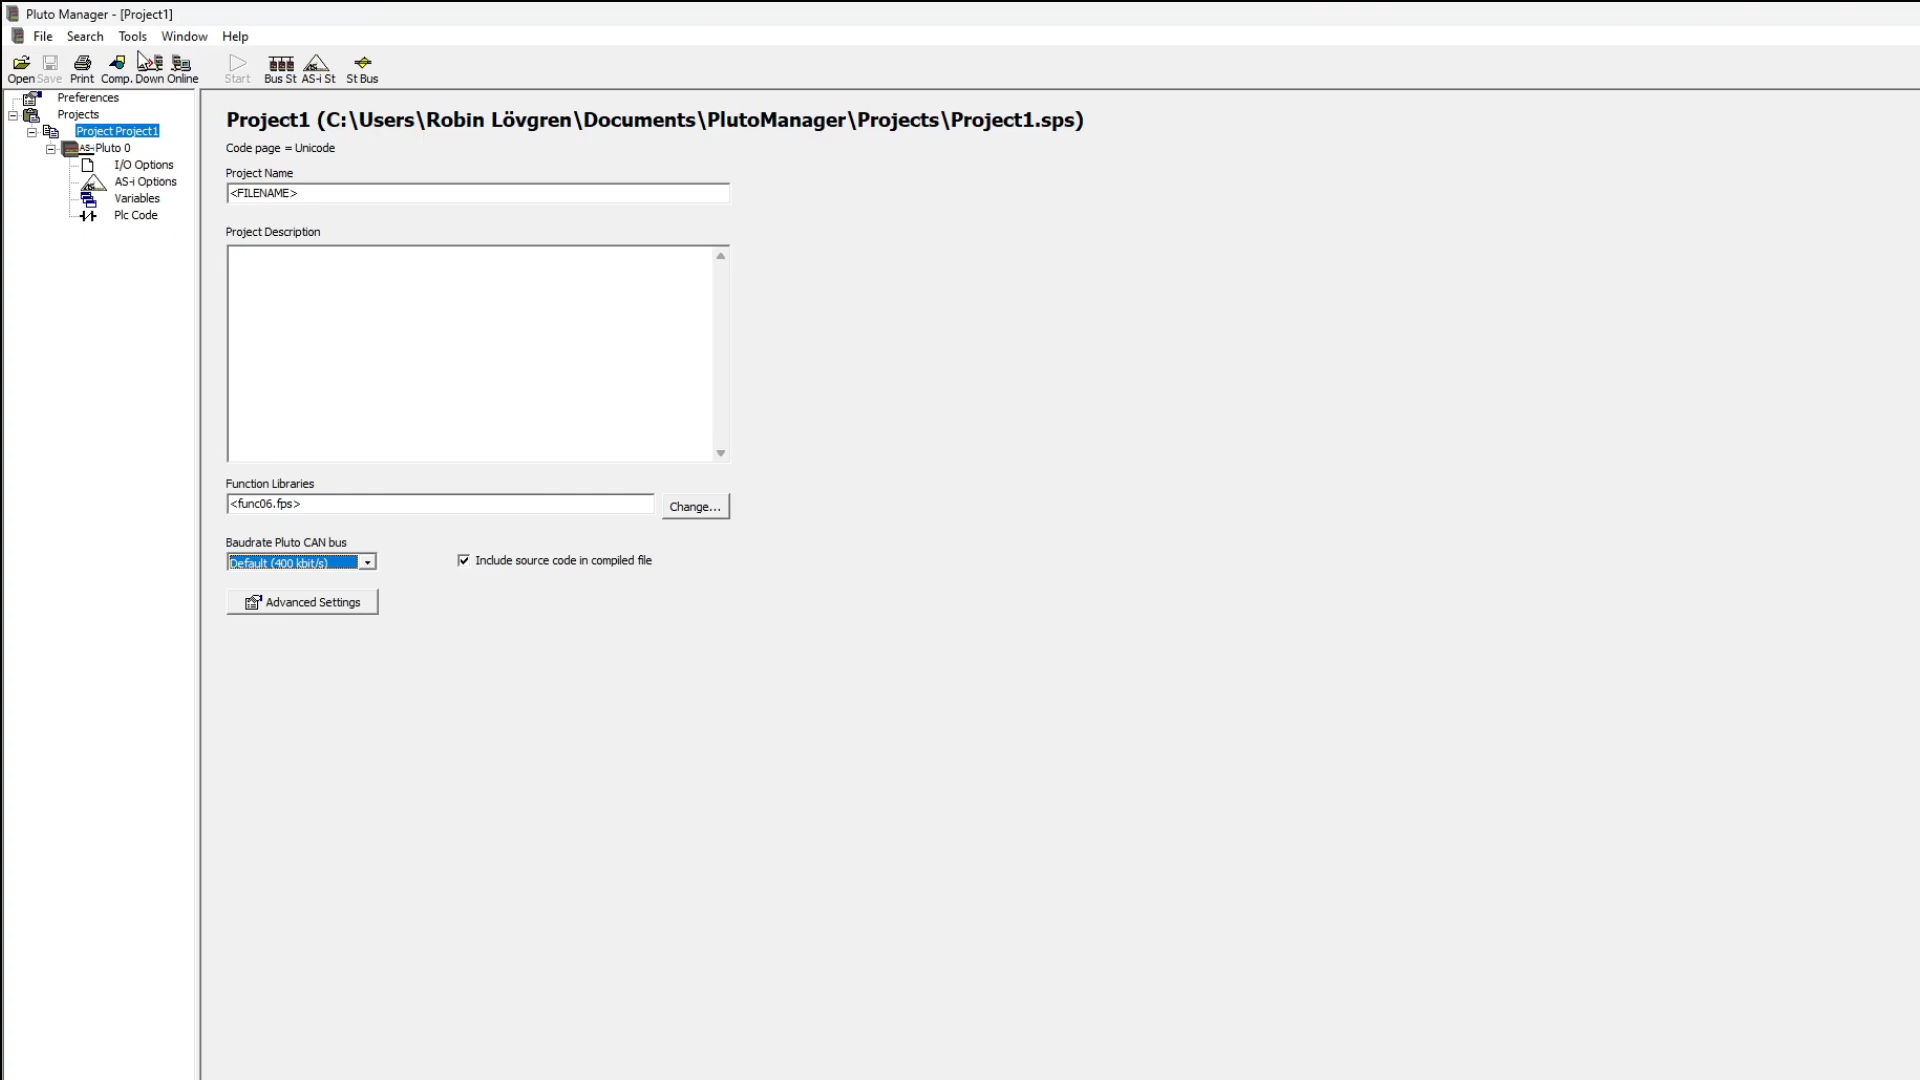 Pluto Manager - [Project1]
File Search Tools Window Help
Open Save Print Comp. Down Online Start Bus St AS-i St St Bus
Preferences
Projects
Project Project1
AS-i Pluto 0
I/O Options
AS-i Options
Variables
Plc Code
Project1 (C:\Users\Robin Lövgren\Documents\PlutoManager\Projects\Project1.sps)
Code page = Unicode
Project Name
<FILENAME>
Project Description
Function Libraries
<func06.fps>
Change...
Baudrate Pluto CAN bus
Default (400 kbit/s)
Include source code in compiled file
Advanced Settings